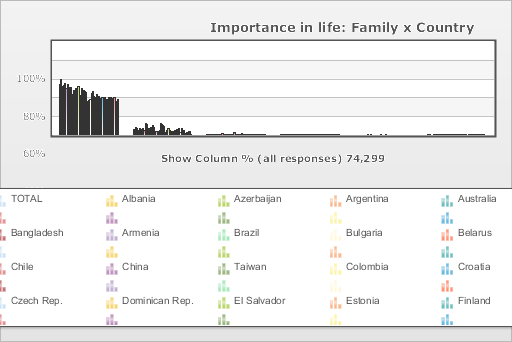 Importance in life: Family x Country
100%
80%
60%
Show Column % (all responses) 74,299
TOTAL Albania Azerbaijan Argentina Australia
Bangladesh Armenia Brazil Bulgaria Belarus
Chile China Taiwan Colombia Croatia
Czech Rep. Dominican Rep. El Salvador Estonia Finland